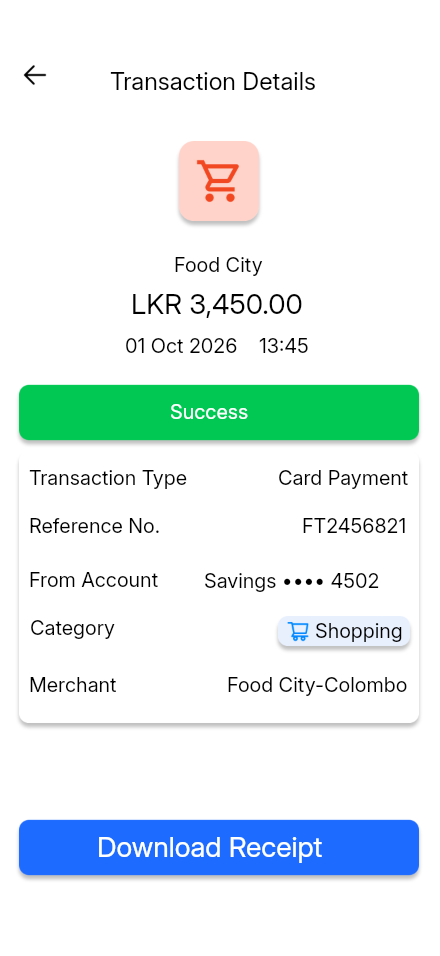 Transaction Details
Food City
LKR 3,450.00
01 Oct 2026 13:45
Success
Transaction Type Card Payment
Reference No. FT2456821
From Account Savings •••• 4502
Category Shopping
Merchant Food City-Colombo
Download Receipt